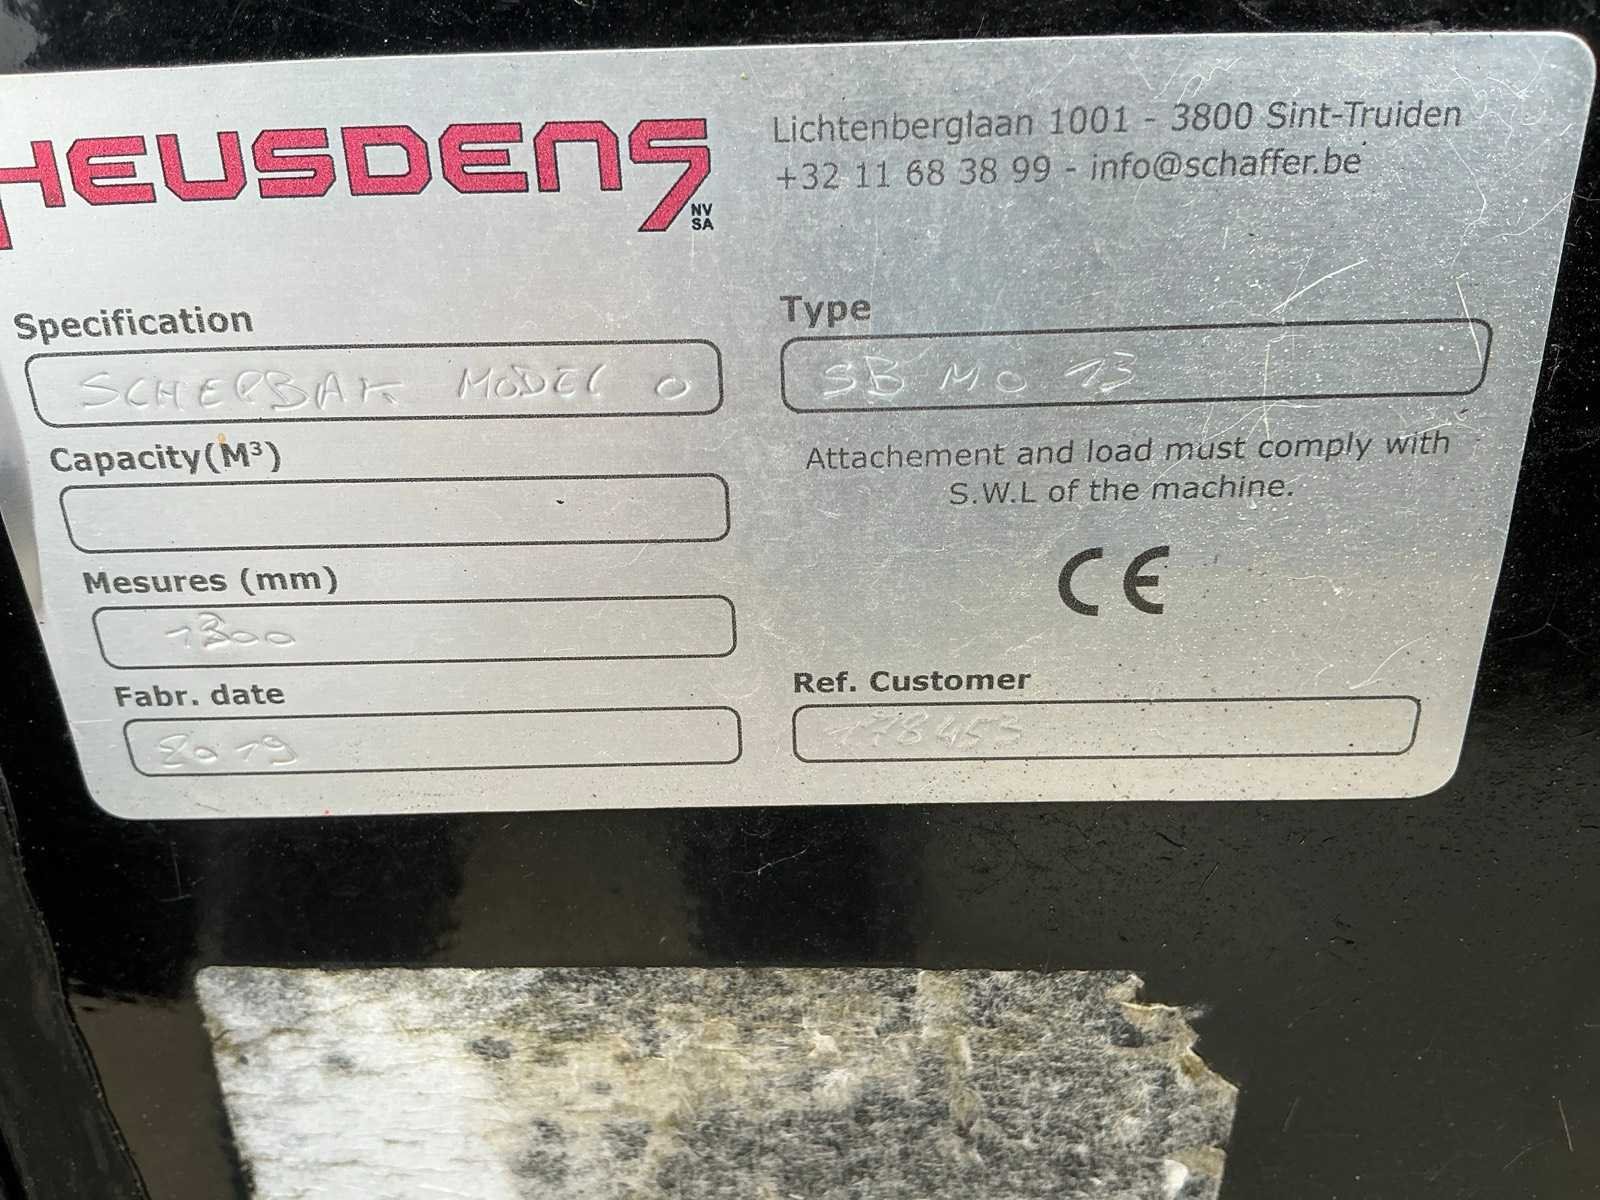 HEUSDENS
NV
SA
Lichtenberglaan 1001 - 3800 Sint-Truiden
+32 11 68 38 99 - info@schaffer.be
Specification
SCHEPBAK MODEL 0
Type
SB MO 13
Capacity(M³)
Attachement and load must comply with
S.W.L of the machine.
Mesures (mm)
1300
CE
Fabr. date
2019
Ref. Customer
178453